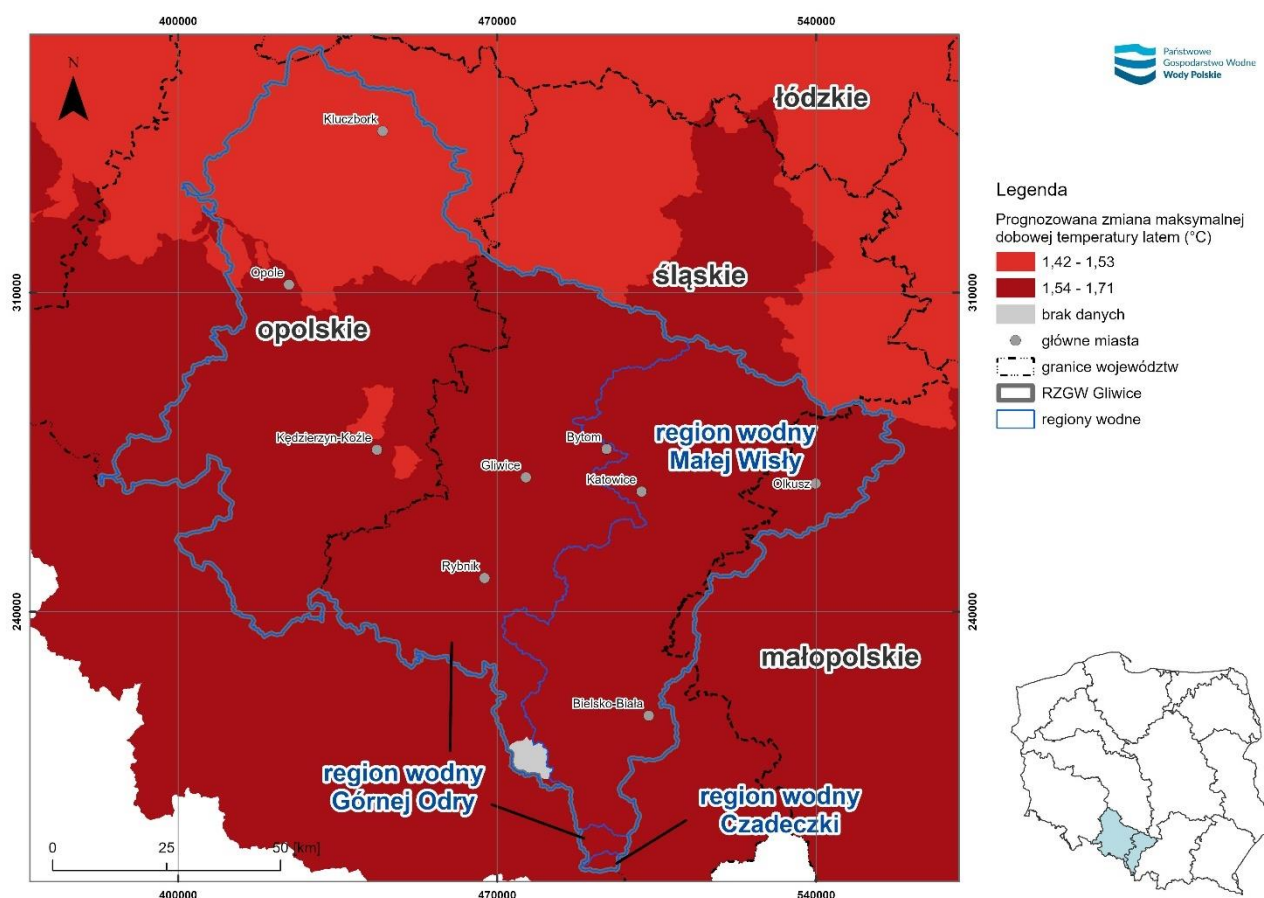 400000
470000
540000
N
łódzkie
Kluczbork
śląskie
Opole
310000
310000
opolskie
region wodny
Małej Wisły
Kędzierzyn-Koźle
Bytom
Gliwice
Katowice
Olkusz
Rybnik
240000
240000
małopolskie
Bielsko-Biała
region wodny
Górnej Odry
region wodny
Czadeczki
0 25 50 [km]
400000
470000
540000
Państwowe
Gospodarstwo Wodne
Wody Polskie
Legenda
Prognozowana zmiana maksymalnej
dobowej temperatury latem (°C)
1,42 - 1,53
1,54 - 1,71
brak danych
główne miasta
granice województw
RZGW Gliwice
regiony wodne